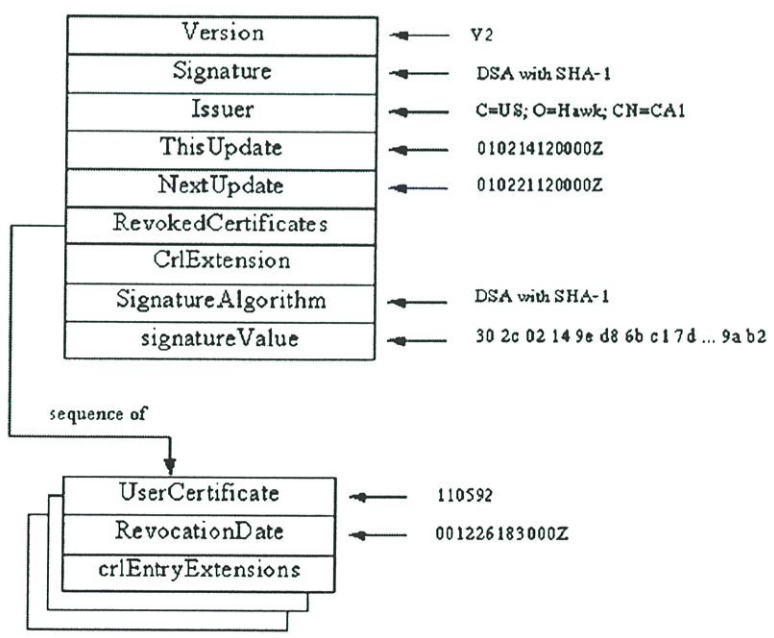 Version V2
Signature DSA with SHA-1
Issuer C=US; O=Hawk; CN=CA1
ThisUpdate 010214120000Z
NextUpdate 010221120000Z
RevokedCertificates
CrlExtension
SignatureAlgorithm DSA with SHA-1
signatureValue 30 2c 02 14 9e d8 6b c1 7d ... 9a b2
sequence of
UserCertificate 110592
RevocationDate 001226183000Z
crlEntryExtensions